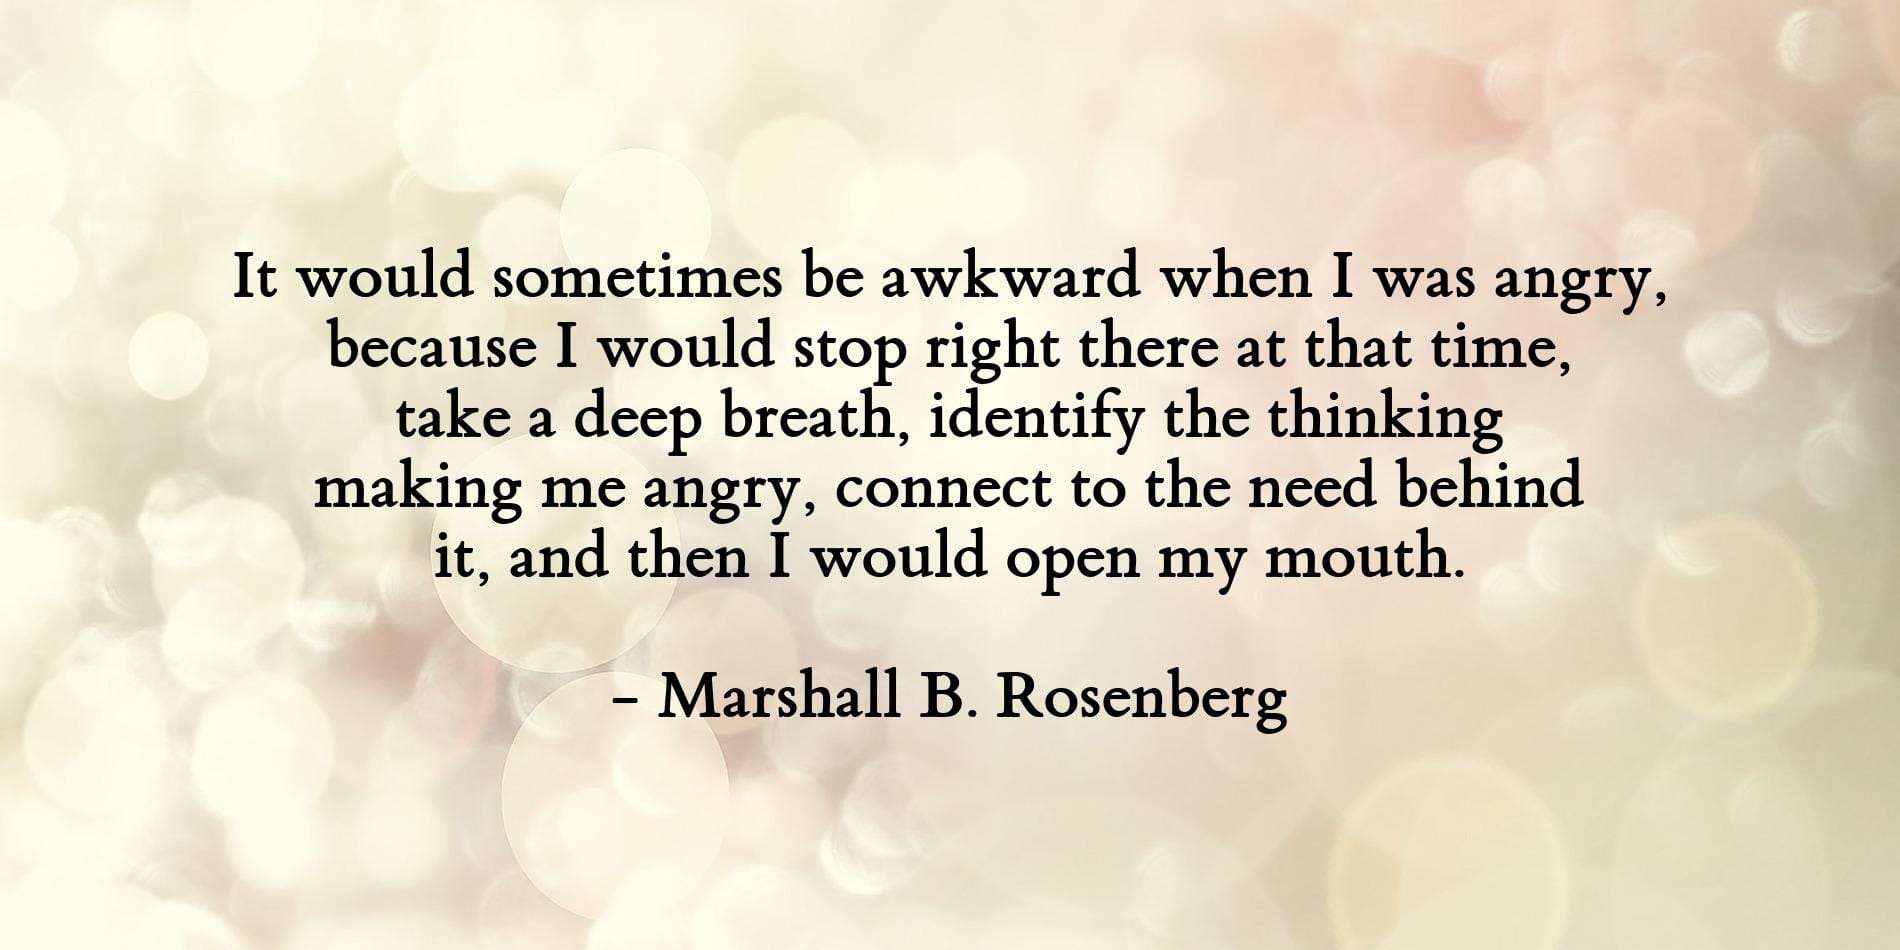 It would sometimes be awkward when I was angry,
because I would stop right there at that time,
take a deep breath, identify the thinking
making me angry, connect to the need behind
it, and then I would open my mouth.
- Marshall B. Rosenberg